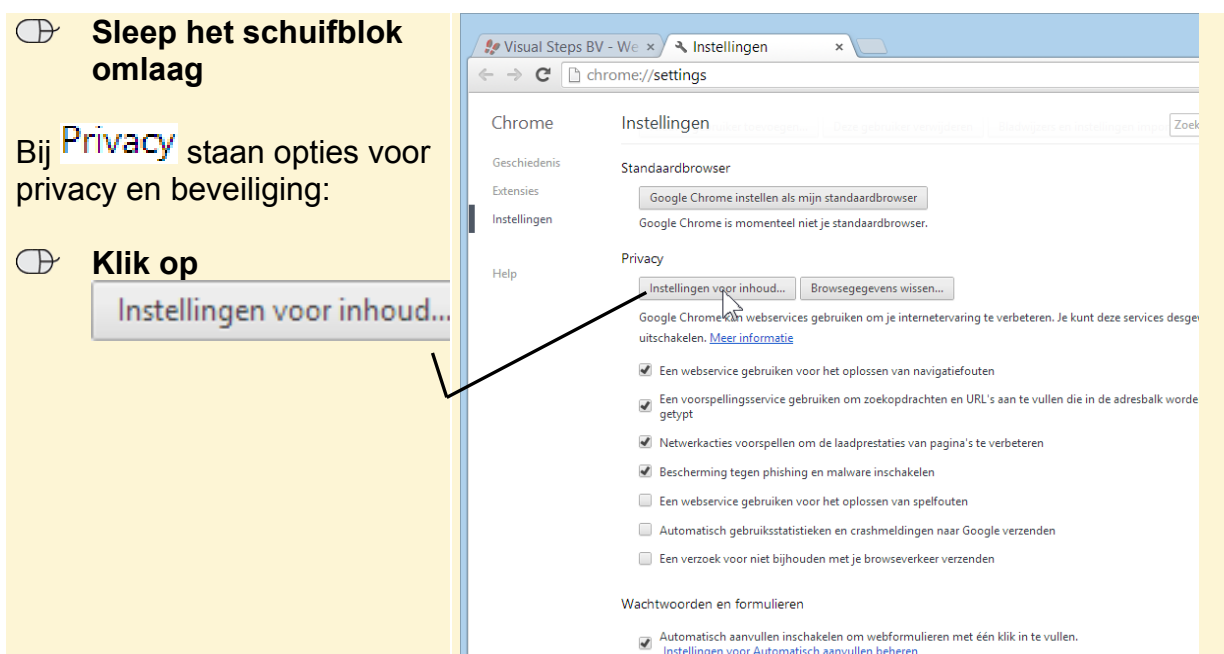 Sleep het schuifblok
omlaag
Bij Privacy staan opties voor
privacy en beveiliging:
Klik op
Instellingen voor inhoud...
Visual Steps BV - We
Instellingen
chrome://settings
Chrome
Geschiedenis
Extensies
Instellingen
Help
Instellingen
Zoek
Standaardbrowser
Google Chrome instellen als mijn standaardbrowser
Google Chrome is momenteel niet je standaardbrowser.
Privacy
Instellingen voor inhoud... Browsegegevens wissen...
Google Chrome kan webservices gebruiken om je internetervaring te verbeteren. Je kunt deze services desgew
uitschakelen. Meer informatie
Een webservice gebruiken voor het oplossen van navigatiefouten
Een voorspellingsservice gebruiken om zoekopdrachten en URL's aan te vullen die in de adresbalk worde
getypt
Netwerkacties voorspellen om de laadprestaties van pagina's te verbeteren
Bescherming tegen phishing en malware inschakelen
Een webservice gebruiken voor het oplossen van spelfouten
Automatisch gebruiksstatistieken en crashmeldingen naar Google verzenden
Een verzoek voor niet bijhouden met je browseverkeer verzenden
Wachtwoorden en formulieren
Automatisch aanvullen inschakelen om webformulieren met één klik in te vullen.
Instellingen voor Automatisch aanvullen beheren